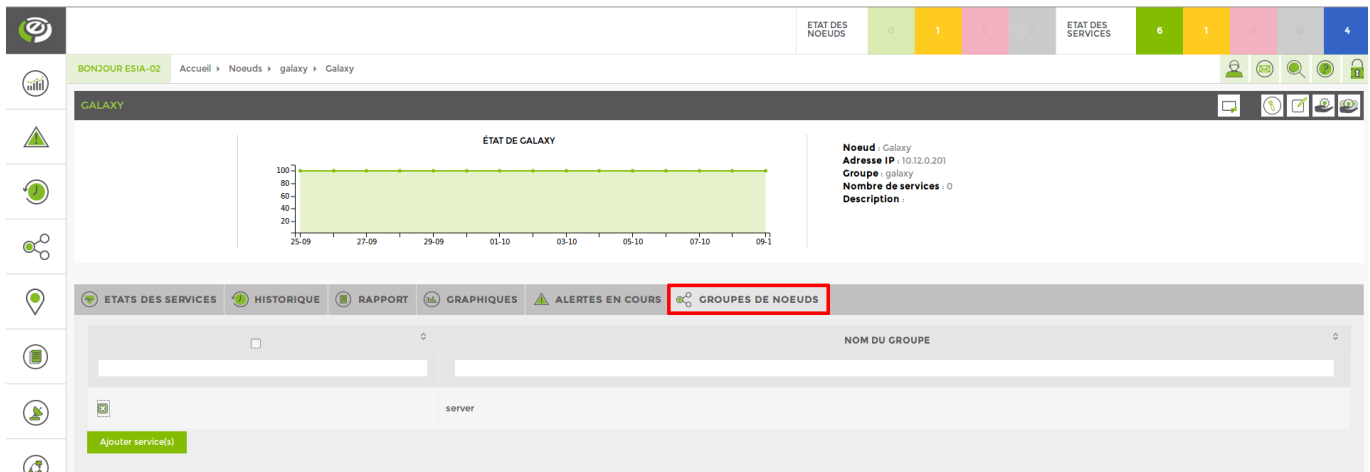 ETAT DES
NOEUDS
0
1
0
0
ETAT DES
SERVICES
6
1
0
0
4
BONJOUR ESIA-02
Accueil ▸ Noeuds ▸ galaxy ▸ Galaxy
GALAXY
ÉTAT DE GALAXY
100
80
60
40
20
25-09
27-09
29-09
01-10
03-10
05-10
07-10
09-1
Noeud : Galaxy
Adresse IP : 10.12.0.201
Groupe : galaxy
Nombre de services : 0
Description :
ETATS DES SERVICES
HISTORIQUE
RAPPORT
GRAPHIQUES
ALERTES EN COURS
GROUPES DE NOEUDS
NOM DU GROUPE
server
Ajouter service(s)